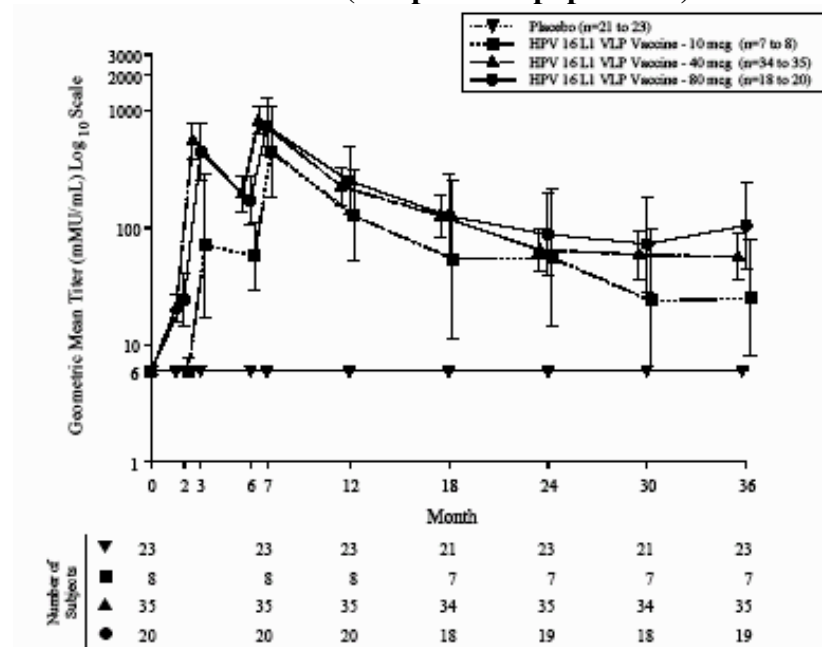 Placebo (n=21 to 23)
HPV 16 L1 VLP Vaccine - 10 mcg (n=7 to 8)
HPV 16 L1 VLP Vaccine - 40 mcg (n=34 to 35)
HPV 16 L1 VLP Vaccine - 80 mcg (n=18 to 20)
Geometric Mean Titer (mMU/mL) Log 10 Scale
3000
2000
1000
100
10
6
1
0 2 3 6 7 12 18 24 30 36
Month
Number of
Subjects
23 23 23 21 23 21 23
8 8 8 7 7 7 7
35 35 35 34 35 34 35
20 20 20 18 19 18 19